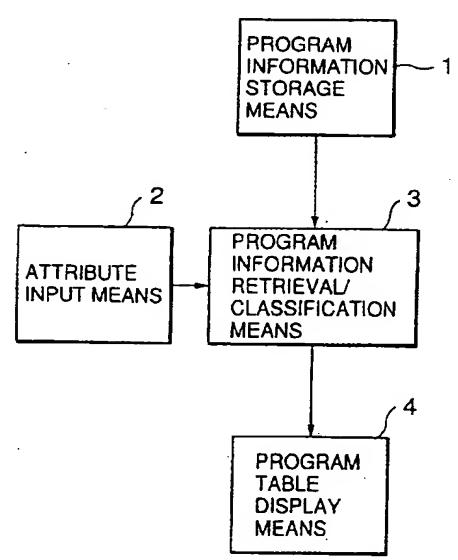 PROGRAM
INFORMATION
STORAGE
MEANS
1
2
ATTRIBUTE
INPUT MEANS
3
PROGRAM
INFORMATION
RETRIEVAL/
CLASSIFICATION
MEANS
4
PROGRAM
TABLE
DISPLAY
MEANS